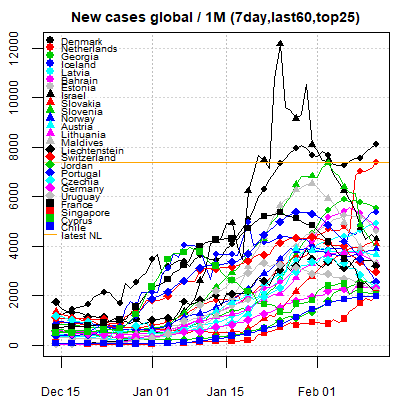 New cases global / 1M (7day,last60,top25)
12000
10000
8000
6000
4000
2000
0
Denmark
Netherlands
Georgia
Iceland
Latvia
Bahrain
Estonia
Israel
Slovakia
Slovenia
Norway
Austria
Lithuania
Maldives
Liechtenstein
Switzerland
Jordan
Portugal
Czechia
Germany
Uruguay
France
Singapore
Cyprus
Chile
latest NL
Dec 15
Jan 01
Jan 15
Feb 01